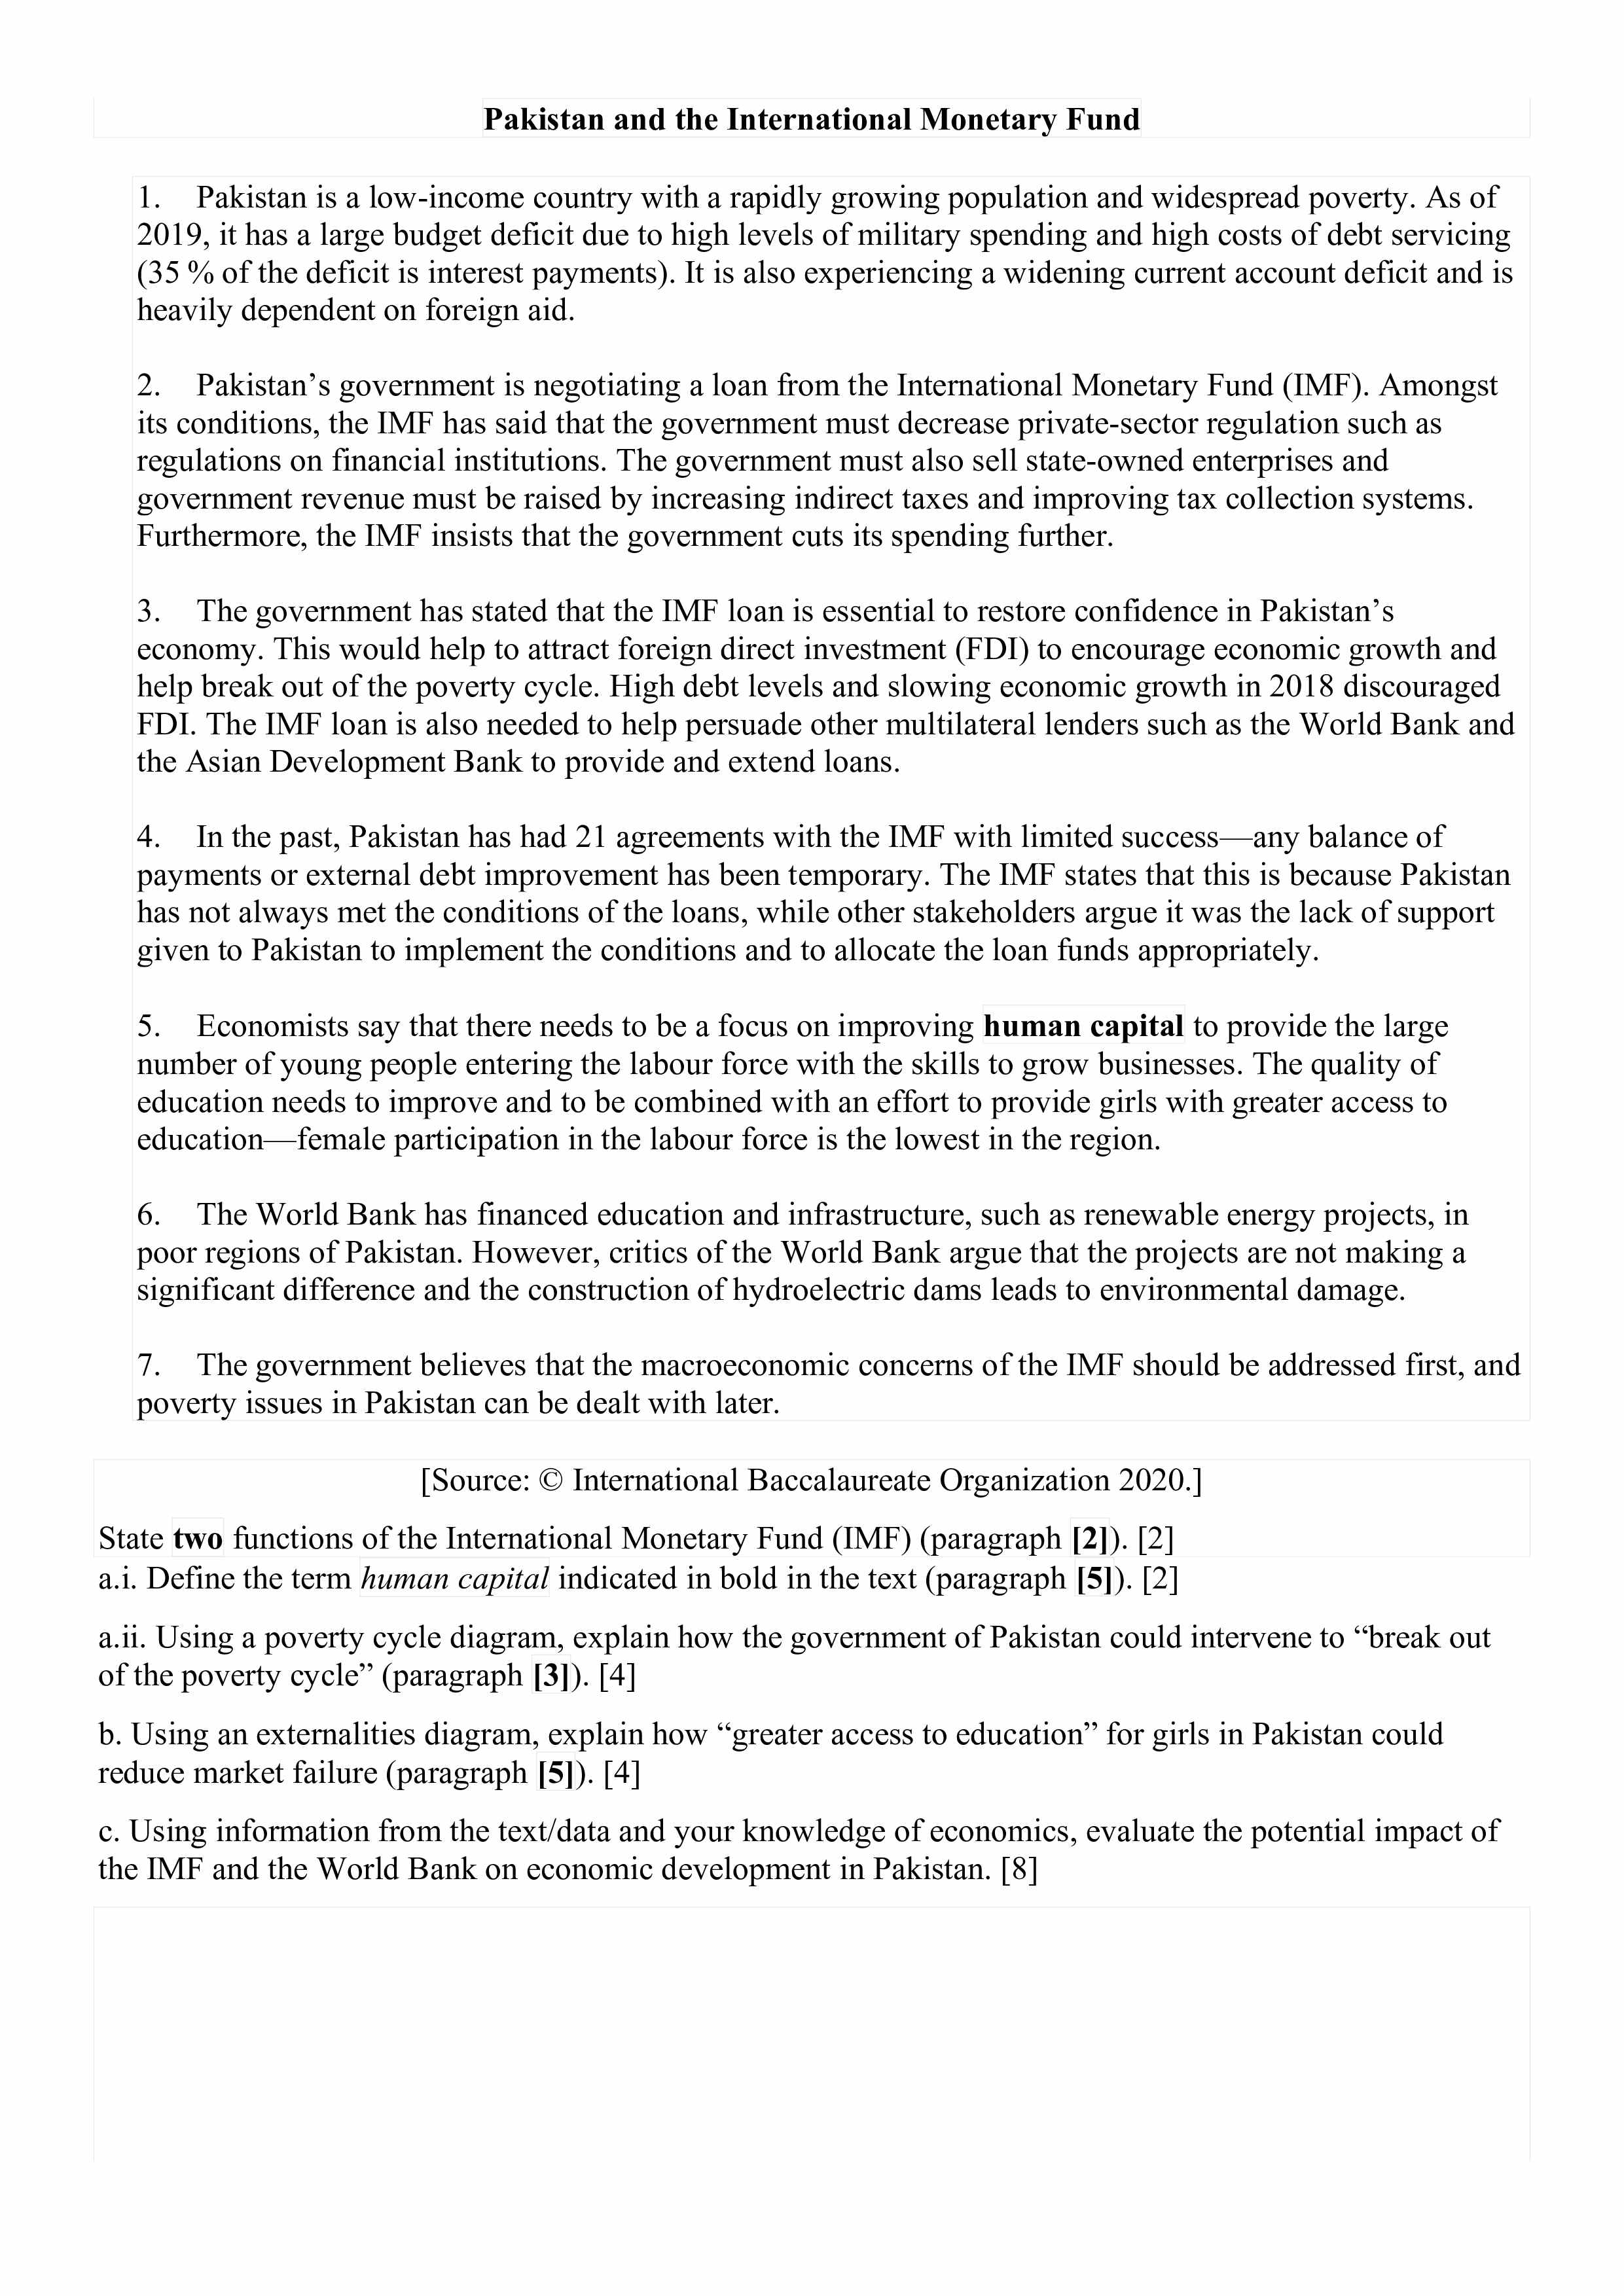 Pakistan and the International Monetary Fund
1. Pakistan is a low-income country with a rapidly growing population and widespread poverty. As of
2019, it has a large budget deficit due to high levels of military spending and high costs of debt servicing
(35 % of the deficit is interest payments). It is also experiencing a widening current account deficit and is
heavily dependent on foreign aid.
2. Pakistan’s government is negotiating a loan from the International Monetary Fund (IMF). Amongst
its conditions, the IMF has said that the government must decrease private-sector regulation such as
regulations on financial institutions. The government must also sell state-owned enterprises and
government revenue must be raised by increasing indirect taxes and improving tax collection systems.
Furthermore, the IMF insists that the government cuts its spending further.
3. The government has stated that the IMF loan is essential to restore confidence in Pakistan’s
economy. This would help to attract foreign direct investment (FDI) to encourage economic growth and
help break out of the poverty cycle. High debt levels and slowing economic growth in 2018 discouraged
FDI. The IMF loan is also needed to help persuade other multilateral lenders such as the World Bank and
the Asian Development Bank to provide and extend loans.
4. In the past, Pakistan has had 21 agreements with the IMF with limited success—any balance of
payments or external debt improvement has been temporary. The IMF states that this is because Pakistan
has not always met the conditions of the loans, while other stakeholders argue it was the lack of support
given to Pakistan to implement the conditions and to allocate the loan funds appropriately.
5. Economists say that there needs to be a focus on improving human capital to provide the large
number of young people entering the labour force with the skills to grow businesses. The quality of
education needs to improve and to be combined with an effort to provide girls with greater access to
education—female participation in the labour force is the lowest in the region.
6. The World Bank has financed education and infrastructure, such as renewable energy projects, in
poor regions of Pakistan. However, critics of the World Bank argue that the projects are not making a
significant difference and the construction of hydroelectric dams leads to environmental damage.
7. The government believes that the macroeconomic concerns of the IMF should be addressed first, and
poverty issues in Pakistan can be dealt with later.
[Source: © International Baccalaureate Organization 2020.]
State two functions of the International Monetary Fund (IMF) (paragraph [2]). [2]
a.i. Define the term human capital indicated in bold in the text (paragraph [5]). [2]
a.ii. Using a poverty cycle diagram, explain how the government of Pakistan could intervene to “break out
of the poverty cycle” (paragraph [3]). [4]
b. Using an externalities diagram, explain how “greater access to education” for girls in Pakistan could
reduce market failure (paragraph [5]). [4]
c. Using information from the text/data and your knowledge of economics, evaluate the potential impact of
the IMF and the World Bank on economic development in Pakistan. [8]